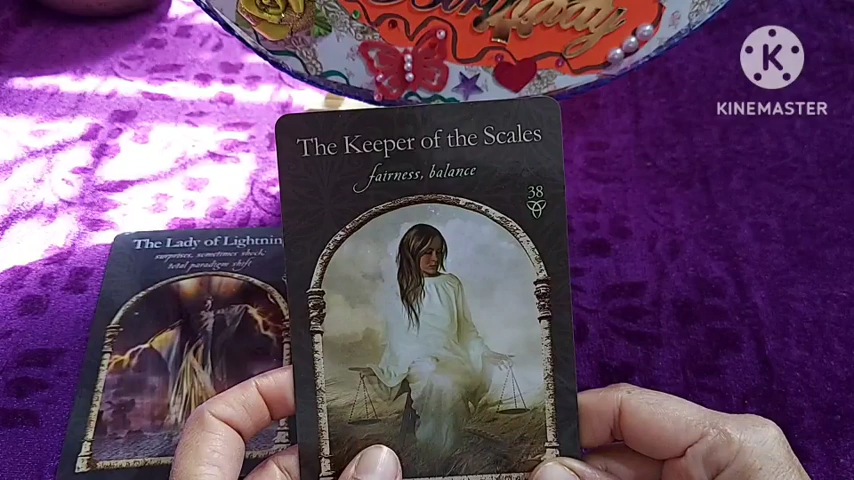 Birthday
K
KINEMASTER
The Keeper of the Scales
fairness, balance
38
The Lady of Lightnin
surprises, sometimes shock,
total paradigm shift